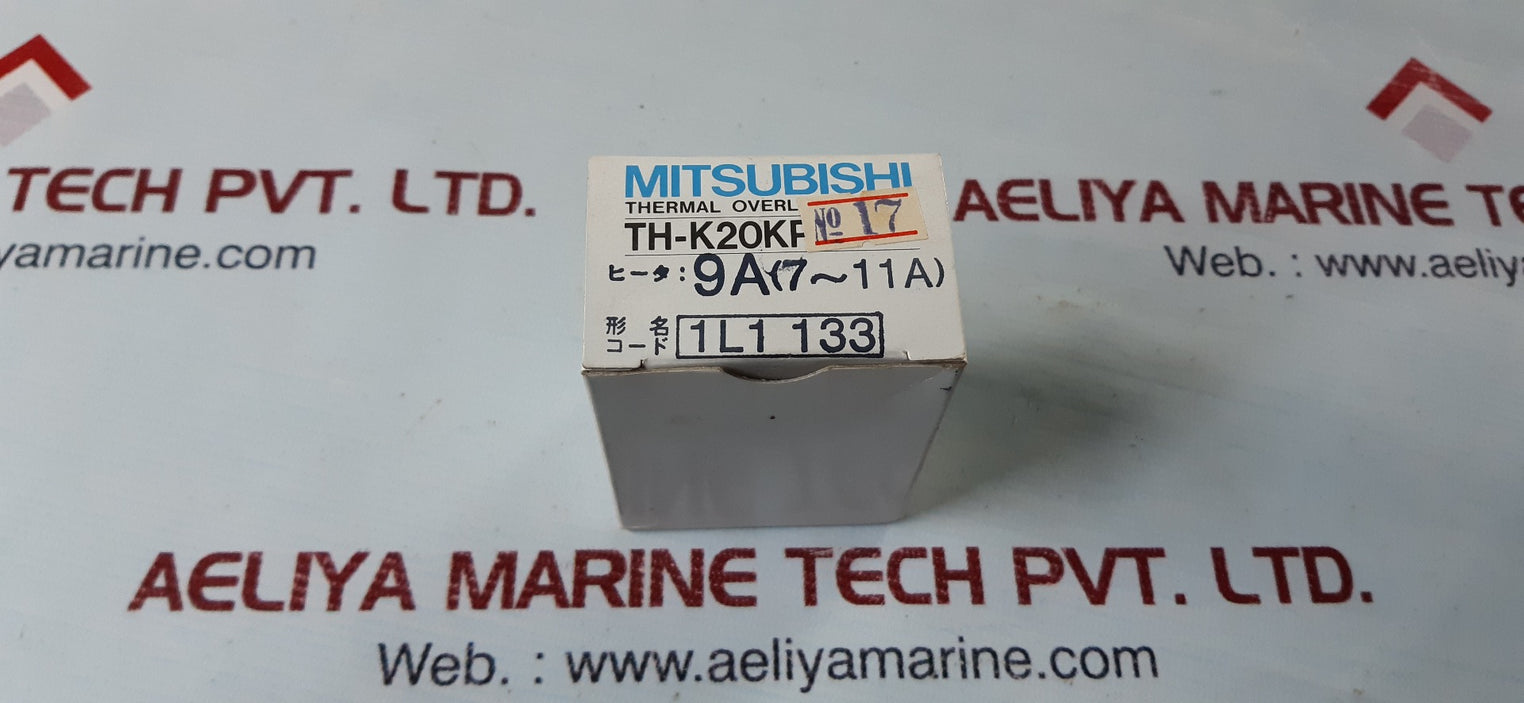 TECH PVT. LTD.
yamarine.com
AELIYA MARINE TE
Web. : www.aeliy
MITSUBISHI
THERMAL OVERL
№ 17
TH-K20K
ヒータ: 9A(7～11A)
形名
コード 1L1 133
AELIYA MARINE TECH PVT. LTD.
Web. : www.aeliyamarine.com